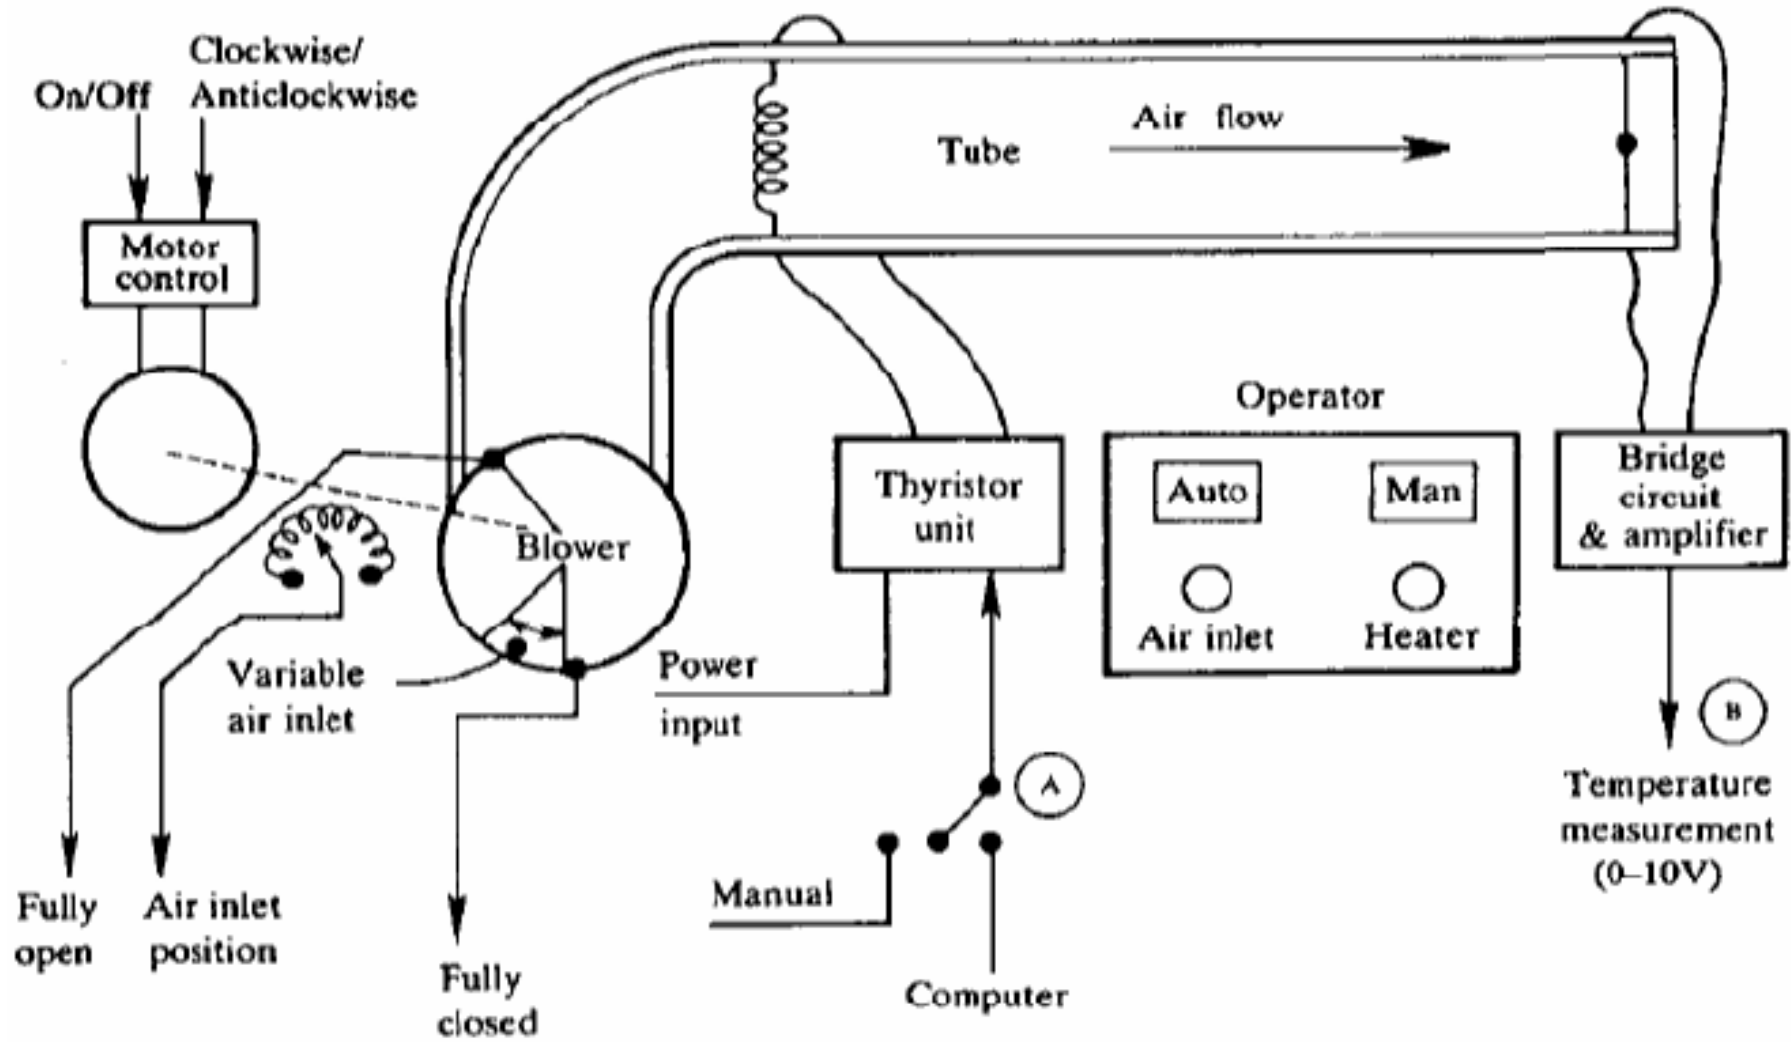 Clockwise/
On/Off Anticlockwise
Motor
control
Tube
Air flow
Blower
Variable
air inlet
Power
input
Thyristor
unit
Operator
Auto
Man
Air inlet
Heater
Bridge
circuit
& amplifier
A
B
Temperature
measurement
(0–10V)
Manual
Computer
Fully
open
Air inlet
position
Fully
closed